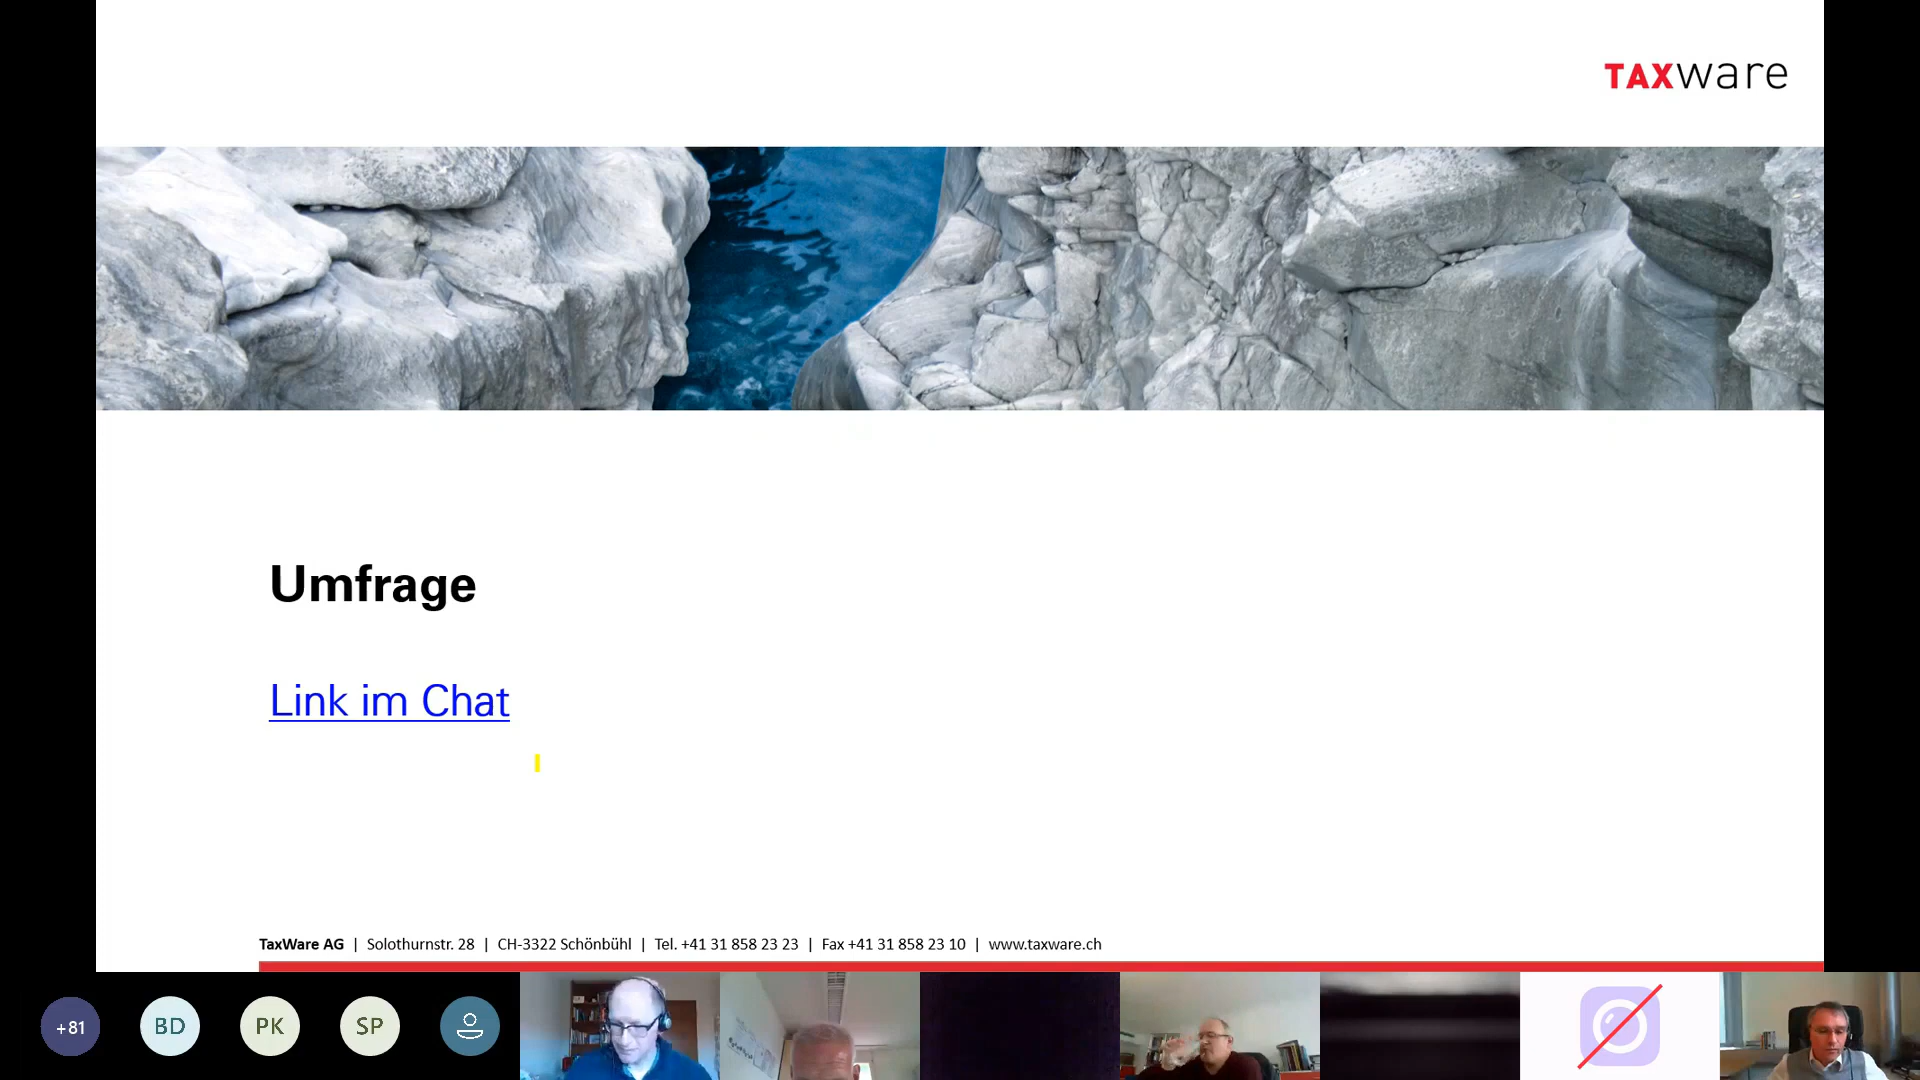 TAXware
Umfrage
Link im Chat
TaxWare AG | Solothurnstr. 28 | CH-3322 Schönbühl | Tel. +41 31 858 23 23 | Fax +41 31 858 23 10 | www.taxware.ch
+81 BD PK SP